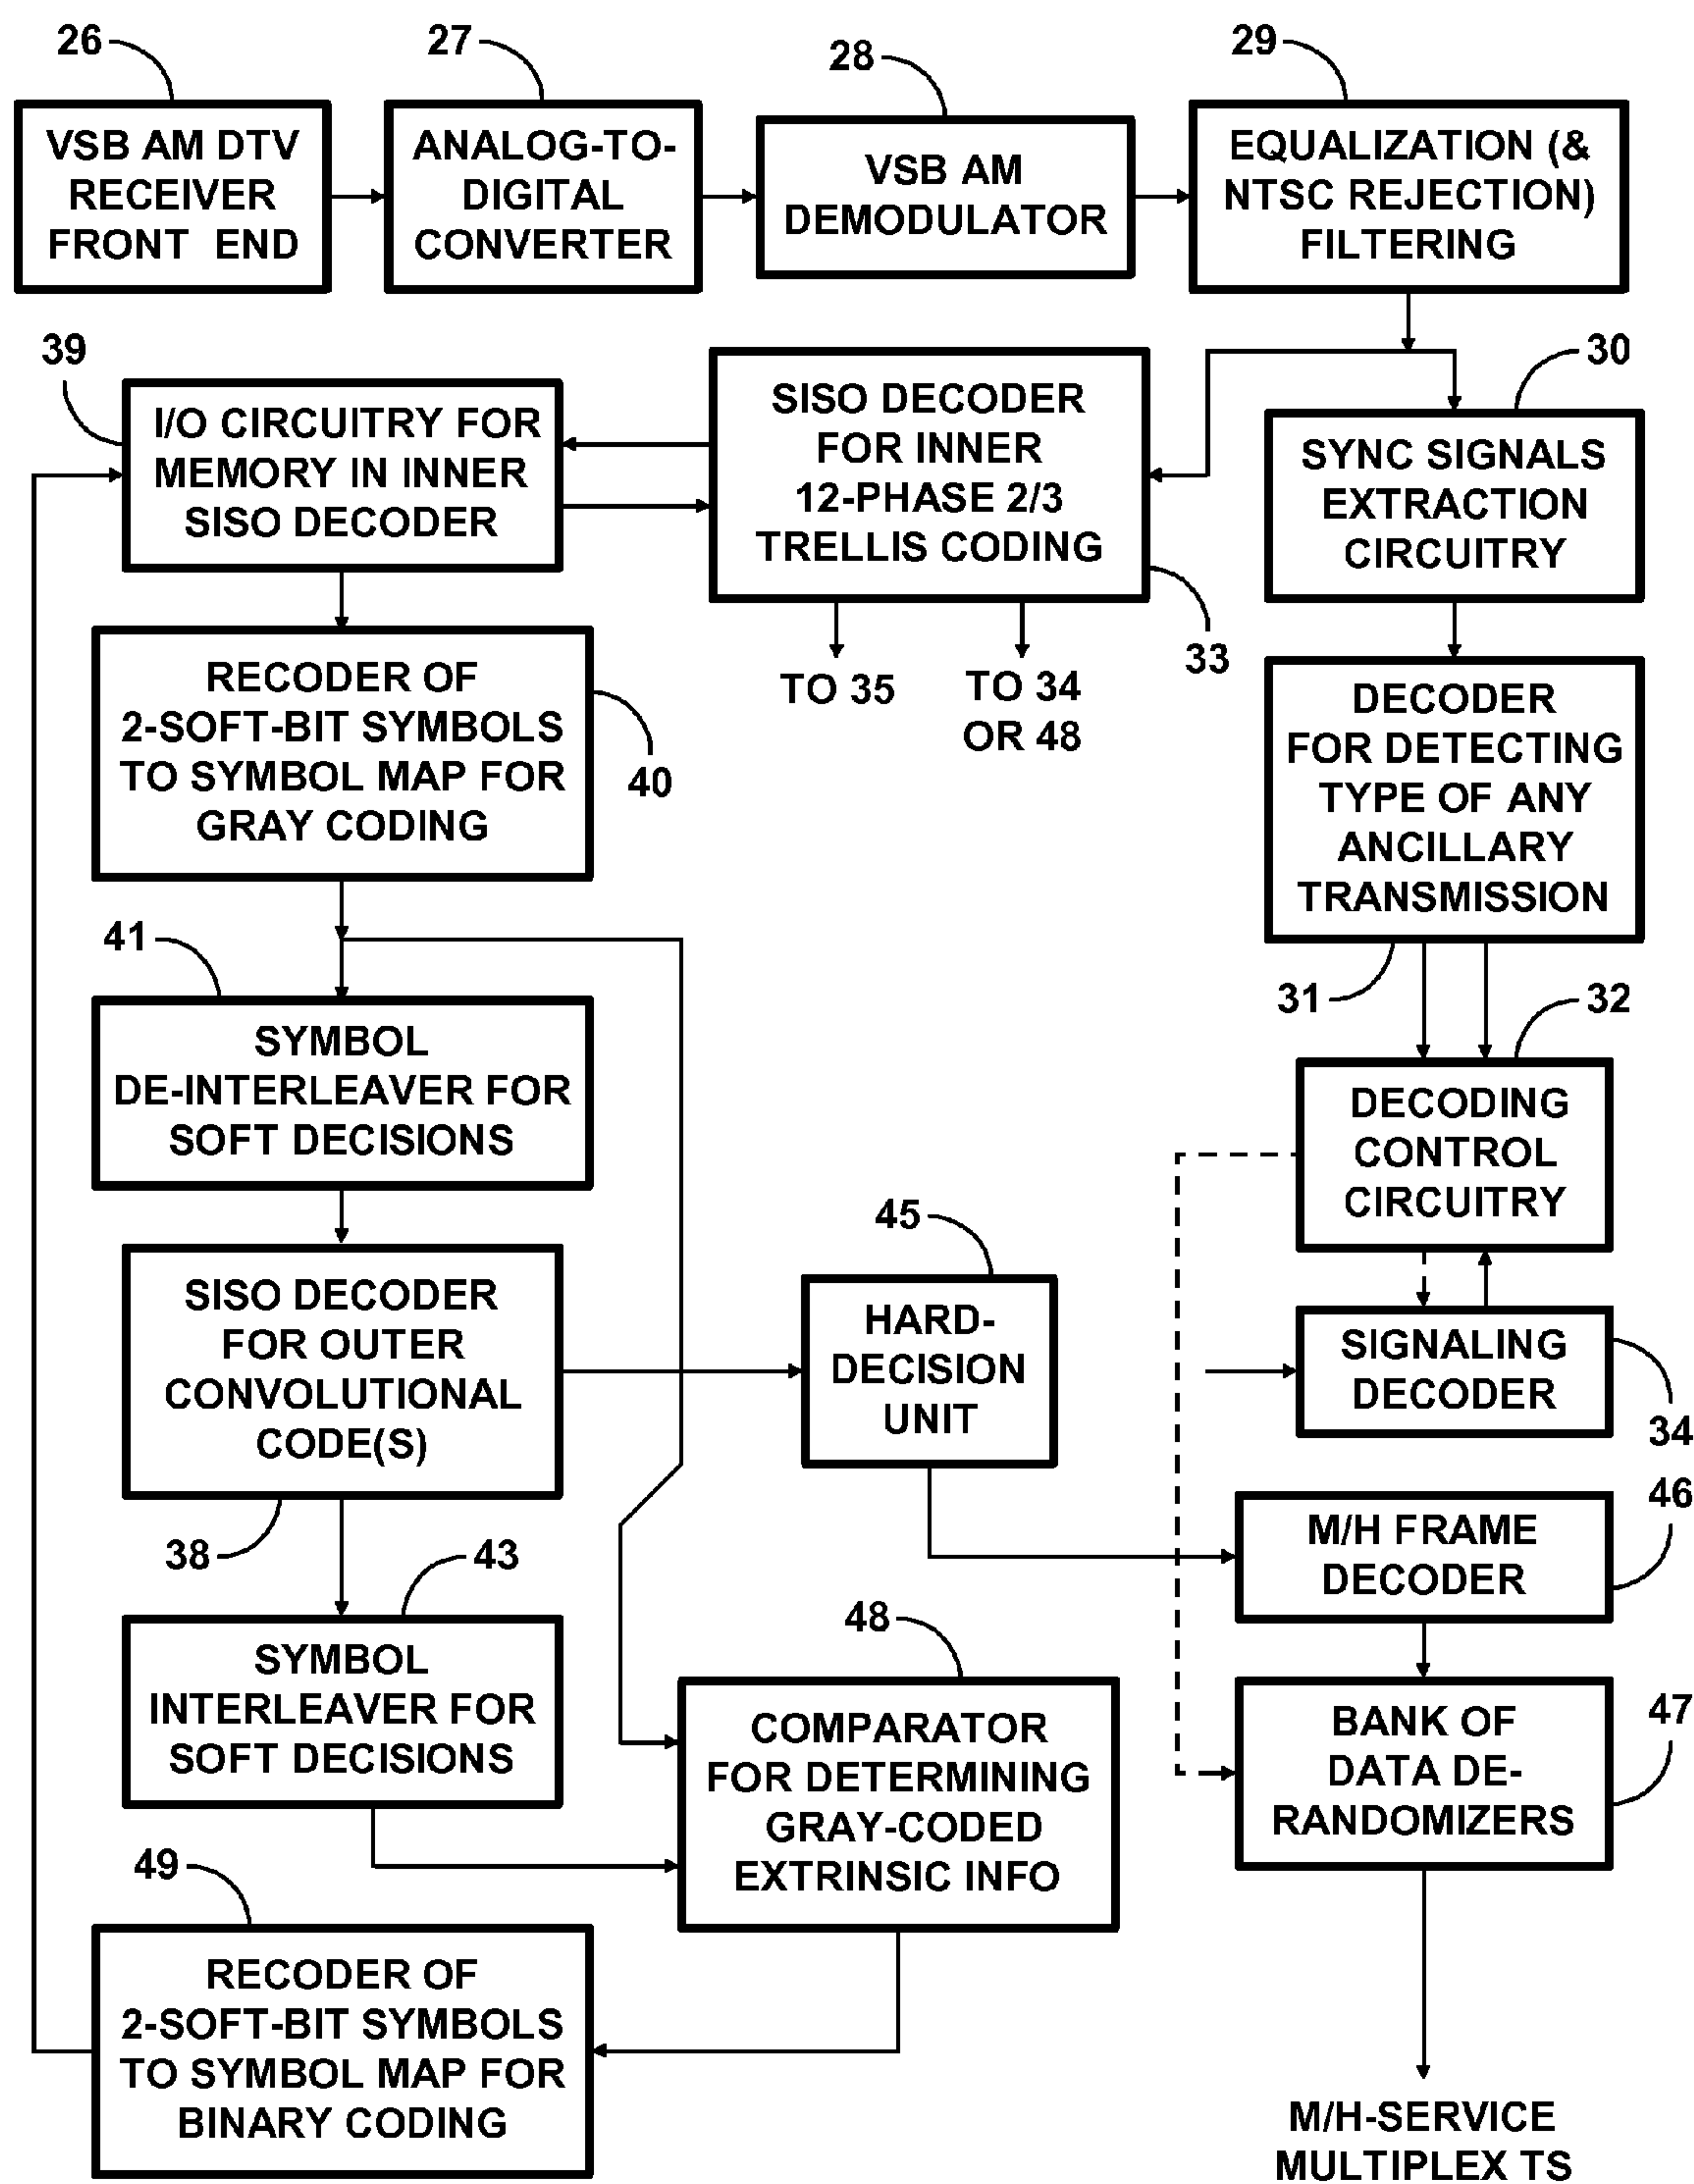 26
27
28
29
VSB AM DTV
RECEIVER
FRONT END
ANALOG-TO-
DIGITAL
CONVERTER
VSB AM
DEMODULATOR
EQUALIZATION (&
NTSC REJECTION)
FILTERING
39
I/O CIRCUITRY FOR
MEMORY IN INNER
SISO DECODER
SISO DECODER
FOR INNER
12-PHASE 2/3
TRELLIS CODING
33
TO 35
TO 34
OR 48
30
SYNC SIGNALS
EXTRACTION
CIRCUITRY
RECODER OF
2-SOFT-BIT SYMBOLS
TO SYMBOL MAP FOR
GRAY CODING
40
DECODER
FOR DETECTING
TYPE OF ANY
ANCILLARY
TRANSMISSION
31
32
41
SYMBOL
DE-INTERLEAVER FOR
SOFT DECISIONS
DECODING
CONTROL
CIRCUITRY
SISO DECODER
FOR OUTER
CONVOLUTIONAL
CODE(S)
38
45
HARD-
DECISION
UNIT
SIGNALING
DECODER
34
43
SYMBOL
INTERLEAVER FOR
SOFT DECISIONS
46
M/H FRAME
DECODER
48
COMPARATOR
FOR DETERMINING
GRAY-CODED
EXTRINSIC INFO
47
BANK OF
DATA DE-
RANDOMIZERS
49
RECODER OF
2-SOFT-BIT SYMBOLS
TO SYMBOL MAP FOR
BINARY CODING
M/H-SERVICE
MULTIPLEX TS